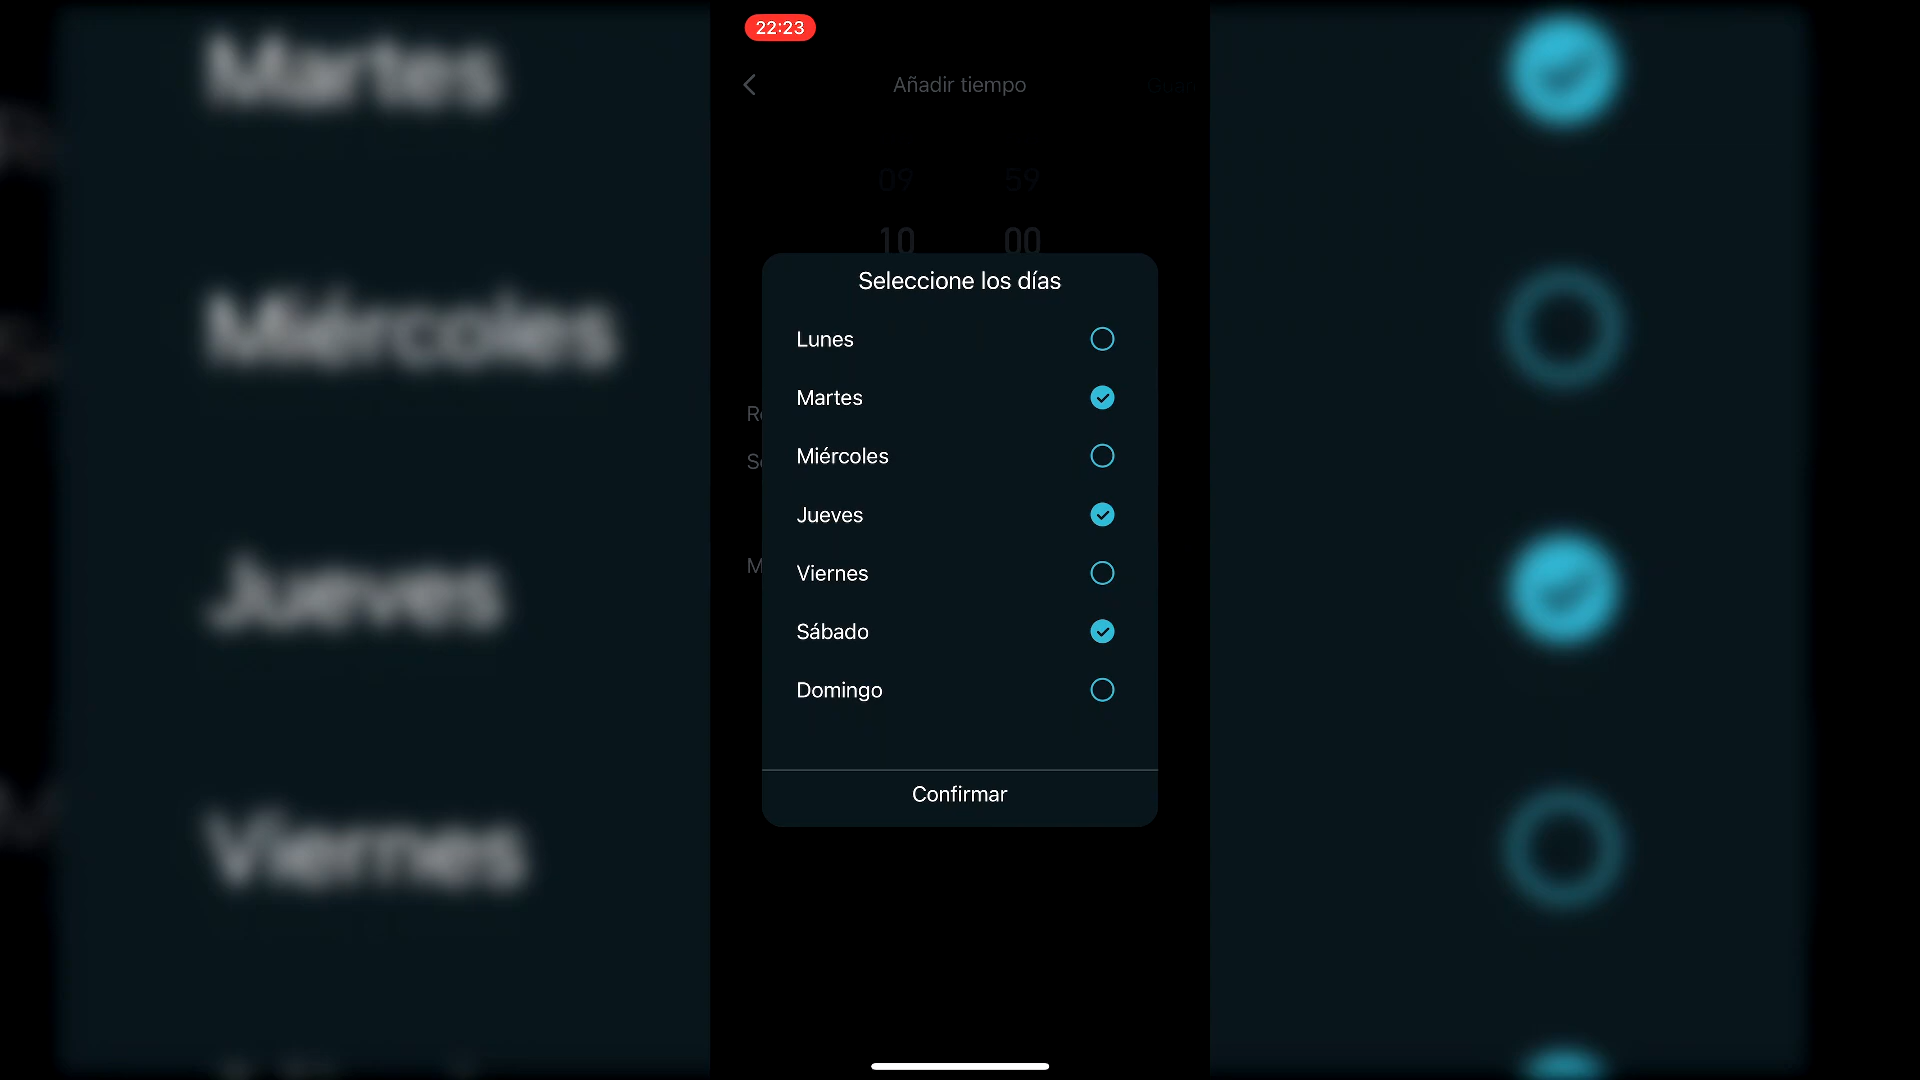 22:23
Añadir tiempo
09 59
10 00
Seleccione los días
Lunes
Martes
Miércoles
Jueves
Viernes
Sábado
Domingo
Confirmar
Martes
Miércoles
Jueves
Viernes